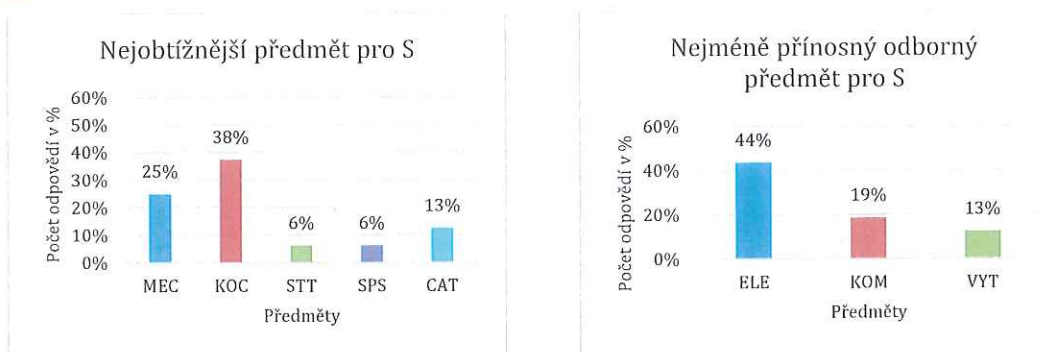 Nejobtížnější předmět pro S
Počet odpovědí v %
60%
50%
40%
30%
20%
10%
0%
25%
38%
6%
6%
13%
MEC KOC STT SPS CAT
Předměty
Nejméně přínosný odborný
předmět pro S
Počet odpovědí v %
60%
40%
20%
0%
44%
19%
13%
ELE KOM VYT
Předměty